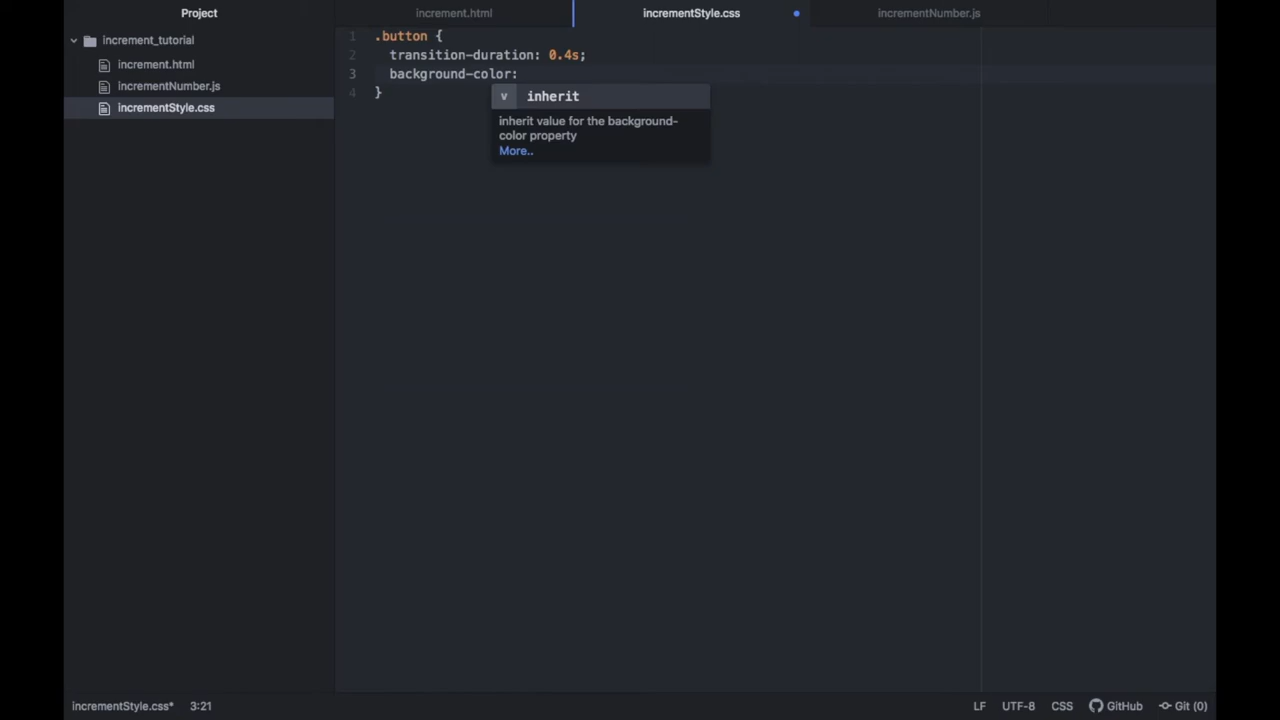 Project
increment.html
incrementStyle.css
incrementNumber.js
increment_tutorial
increment.html
incrementNumber.js
incrementStyle.css
1 .button {
2 transition-duration: 0.4s;
3 background-color:
4 }
v inherit
inherit value for the background-
color property
More..
incrementStyle.css* 3:21
LF UTF-8 CSS GitHub Git (0)